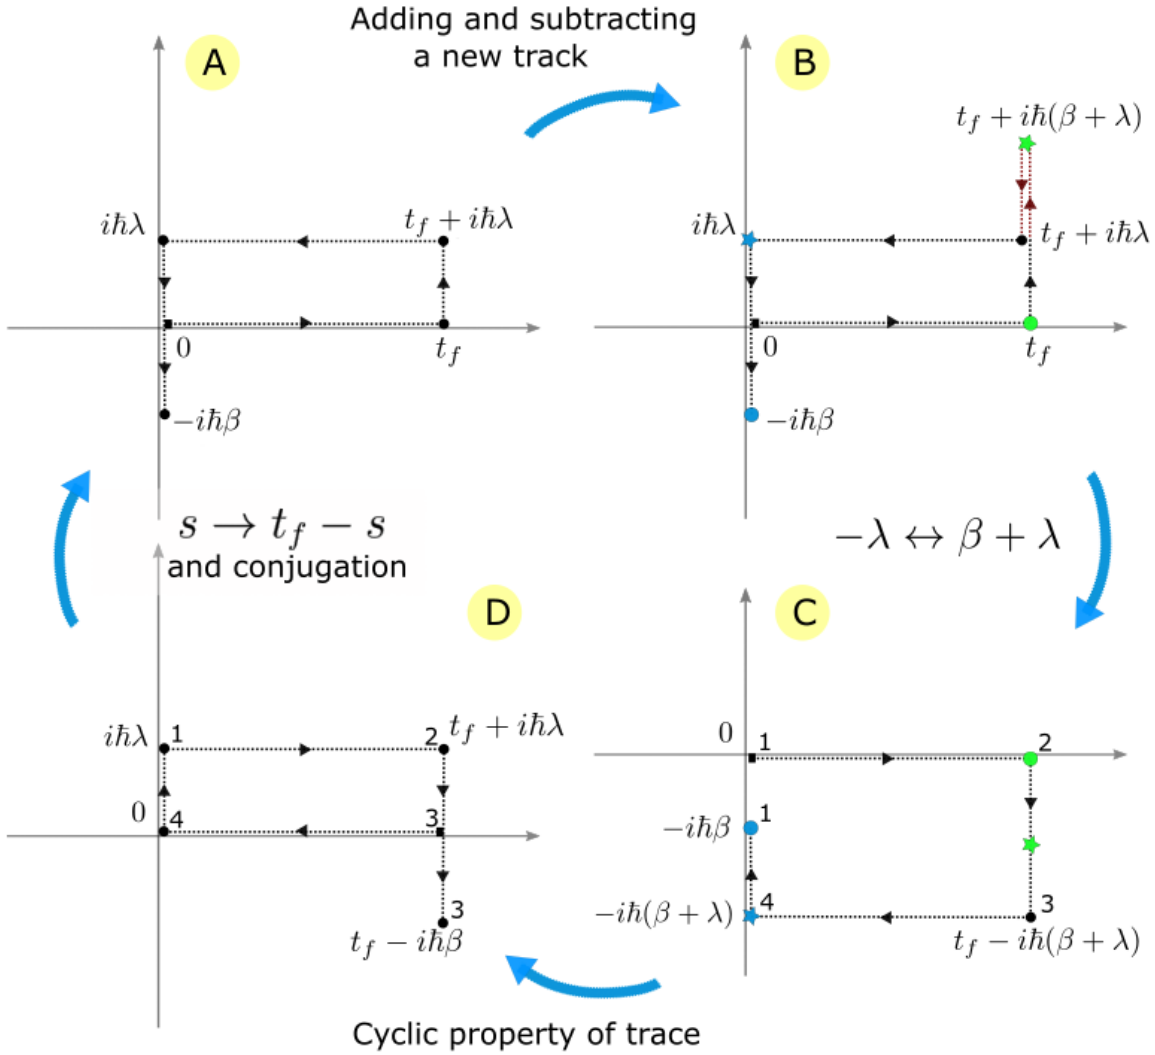 Adding and subtracting
a new track
A
iħλ
t_f + iħλ
0
t_f
−iħβ
B
t_f + iħ(β + λ)
iħλ
t_f + iħλ
0
t_f
−iħβ
s → t_f − s
and conjugation
−λ ↔ β + λ
D
iħλ
1
2
t_f + iħλ
0
4
3
3
t_f − iħβ
C
0
1
2
−iħβ
1
−iħ(β + λ)
4
3
t_f − iħ(β + λ)
Cyclic property of trace